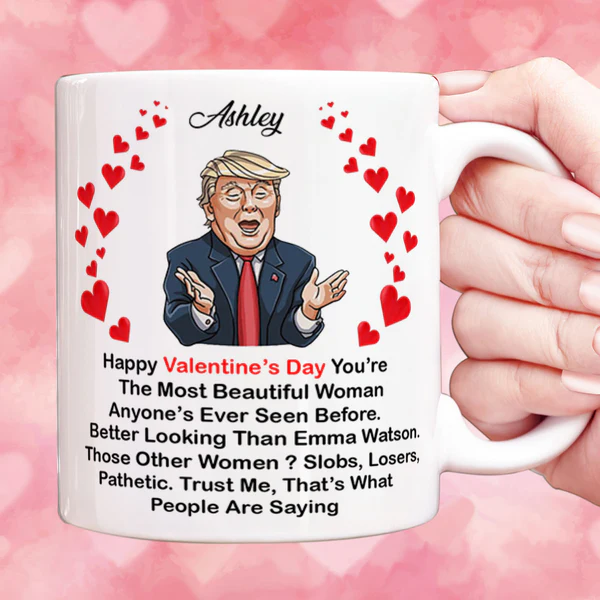 Ashley
Happy Valentine's Day You're
The Most Beautiful Woman
Anyone's Ever Seen Before.
Better Looking Than Emma Watson.
Those Other Women ? Slobs, Losers,
Pathetic. Trust Me, That's What
People Are Saying